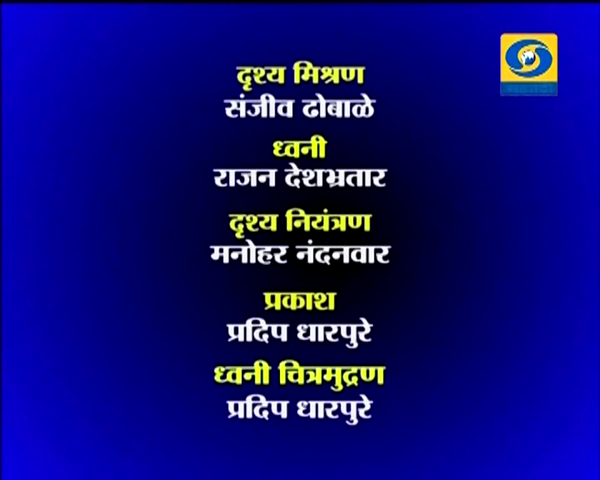 दृश्य मिश्रण
संजीव ढोबाळे
ध्वनी
राजन देशभ्रतार
दृश्य नियंत्रण
मनोहर नंदनवार
प्रकाश
प्रदिप धारपुरे
ध्वनी चित्रमुद्रण
प्रदिप धारपुरे